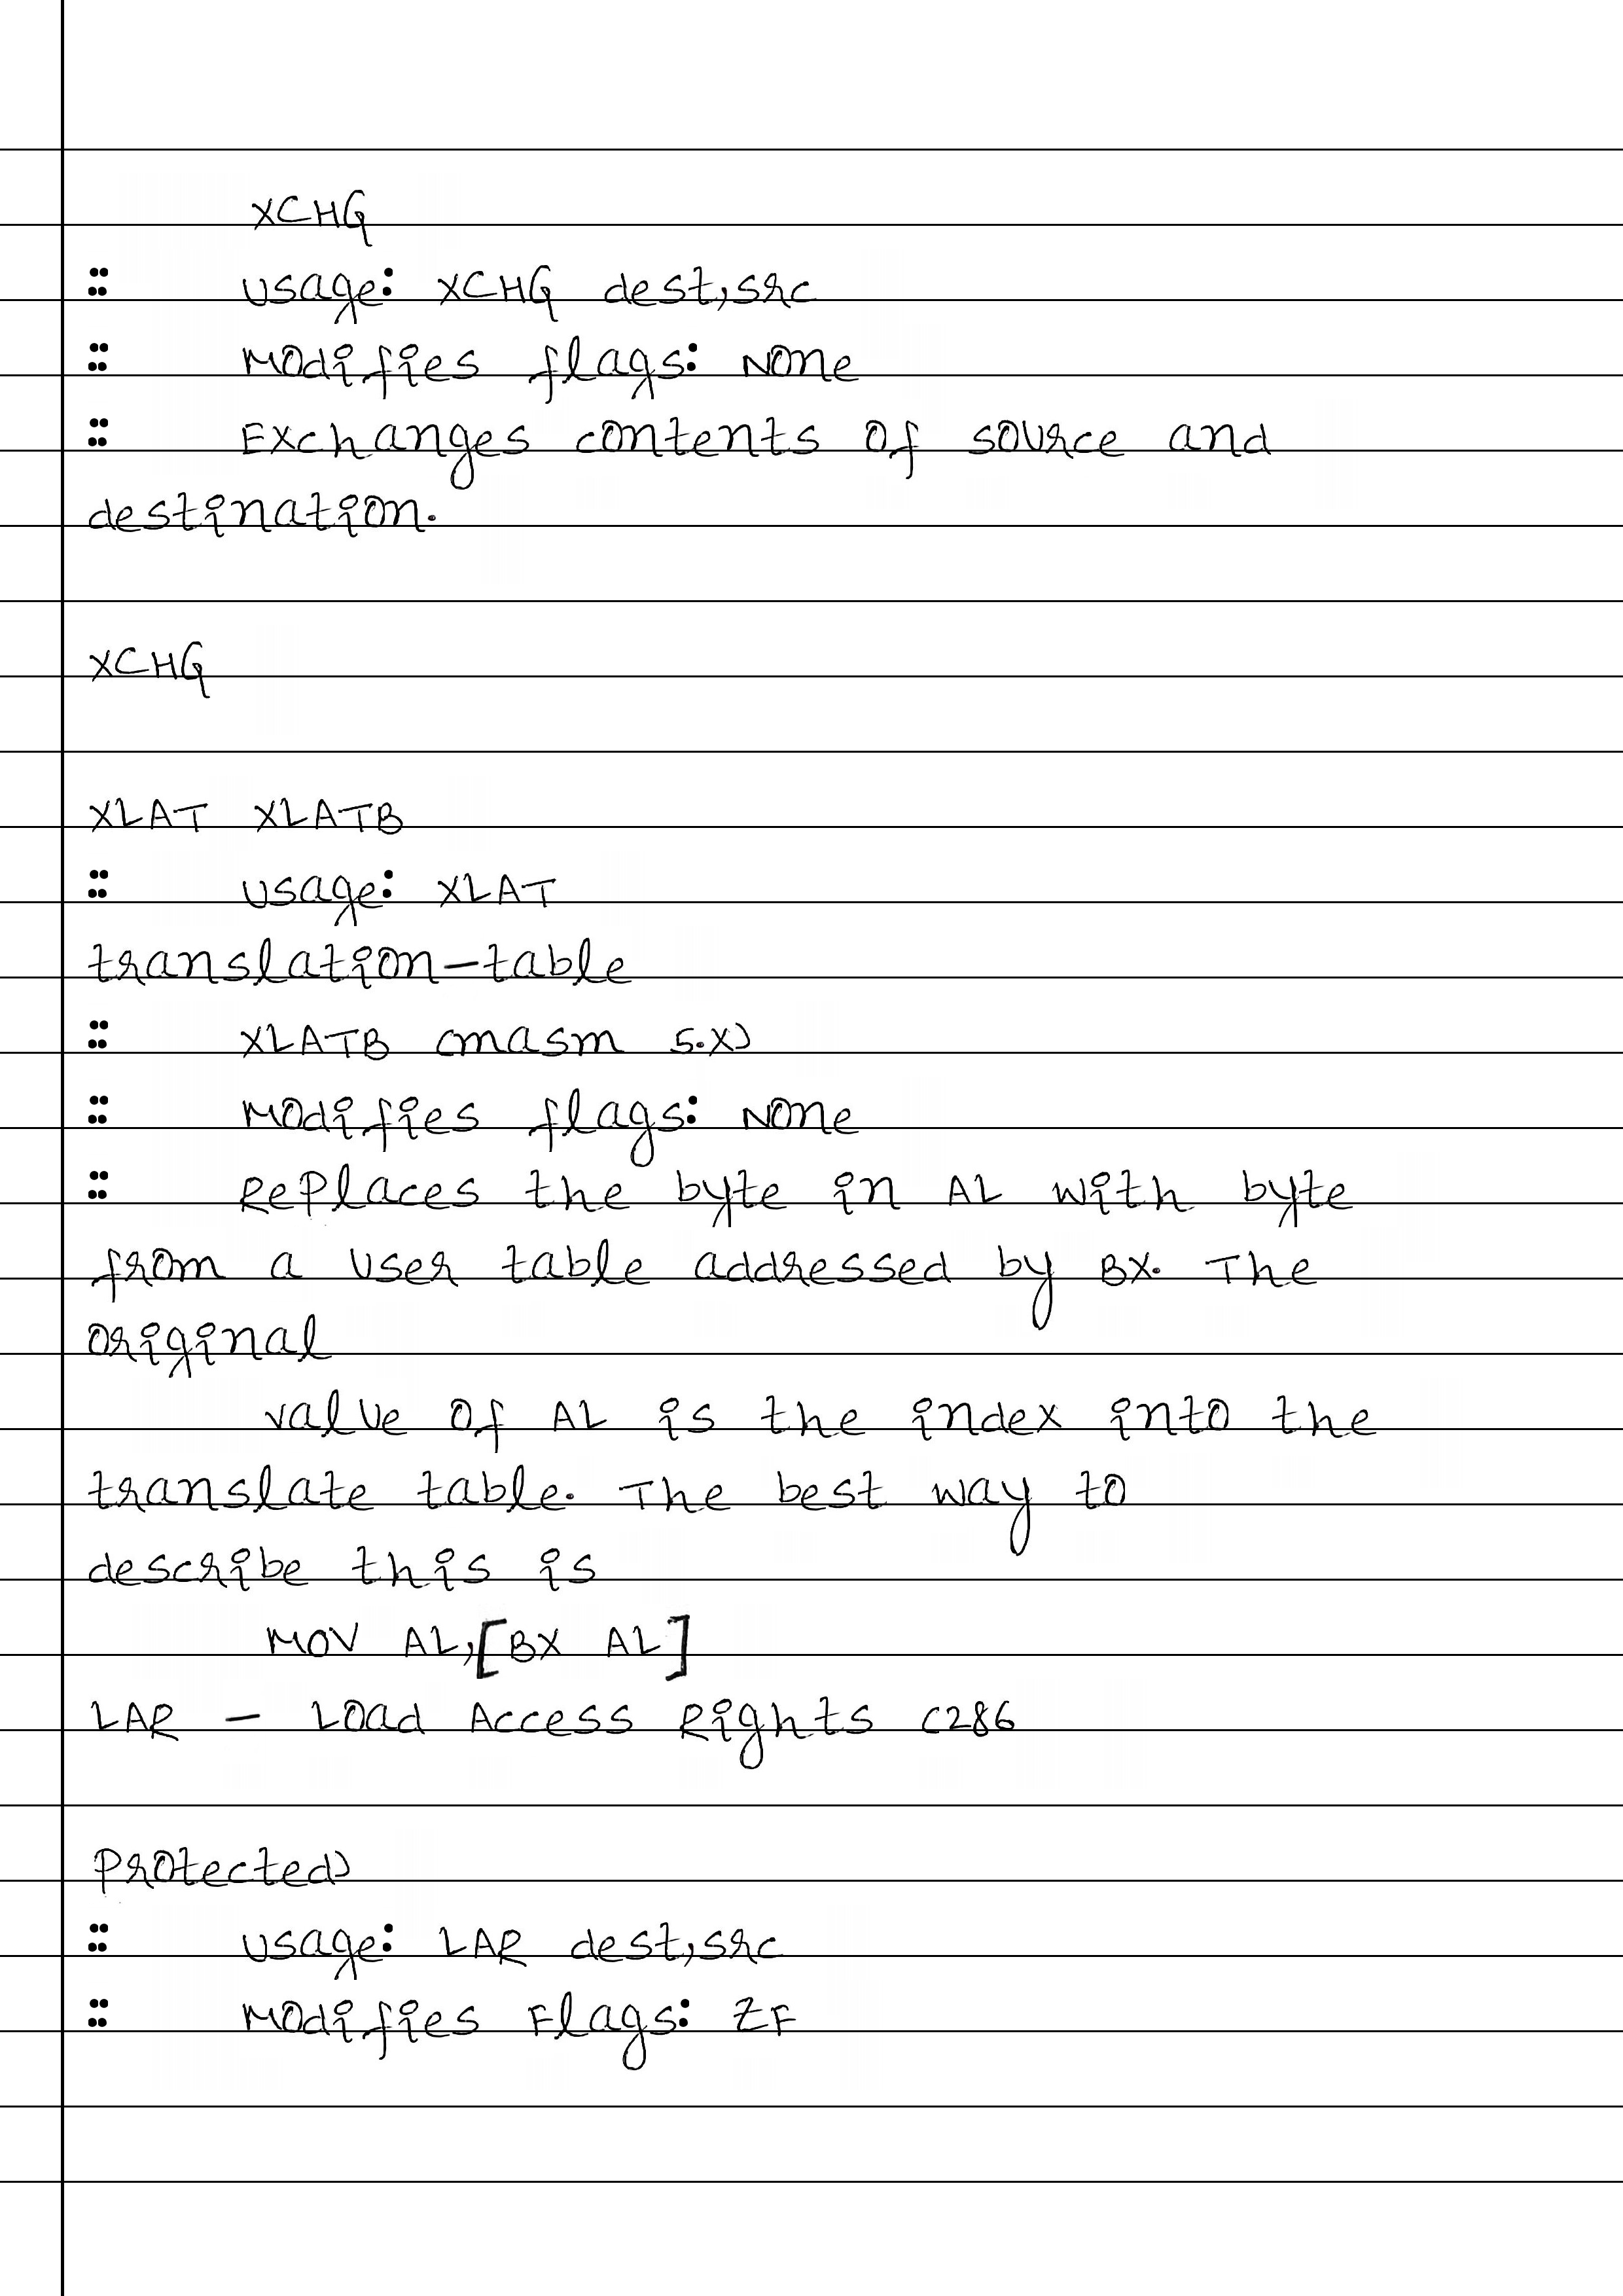 XCHG
:: Usage: XCHG dest,src
:: Modifies flags: None
:: Exchanges contents of source and
destination.
XCHG
XLAT XLATB
:: Usage: XLAT
translation-table
:: XLATB (masm 5.X)
:: Modifies flags: None
:: Replaces the byte in AL with byte
from a user table addressed by BX. The
original
value of AL is the index into the
translate table. The best way to
describe this is
MOV AL,[BX AL]
LAR - Load Access Rights (286
Protected)
:: Usage: LAR dest,src
:: Modifies Flags: ZF